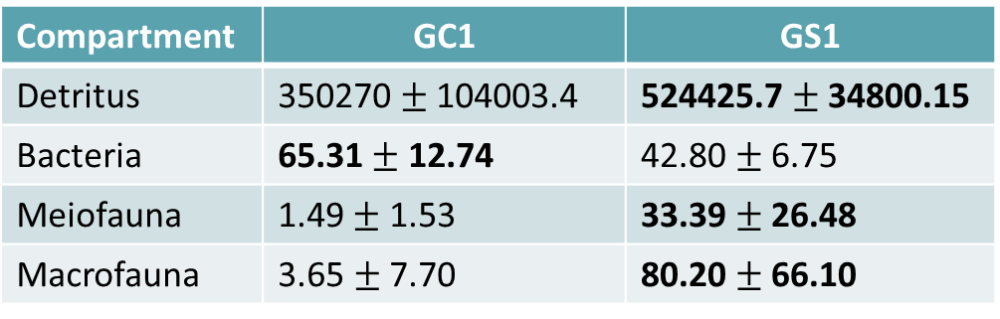 Compartment GC1 GS1
Detritus 350270 ± 104003.4 524425.7 ± 34800.15
Bacteria 65.31 ± 12.74 42.80 ± 6.75
Meiofauna 1.49 ± 1.53 33.39 ± 26.48
Macrofauna 3.65 ± 7.70 80.20 ± 66.10